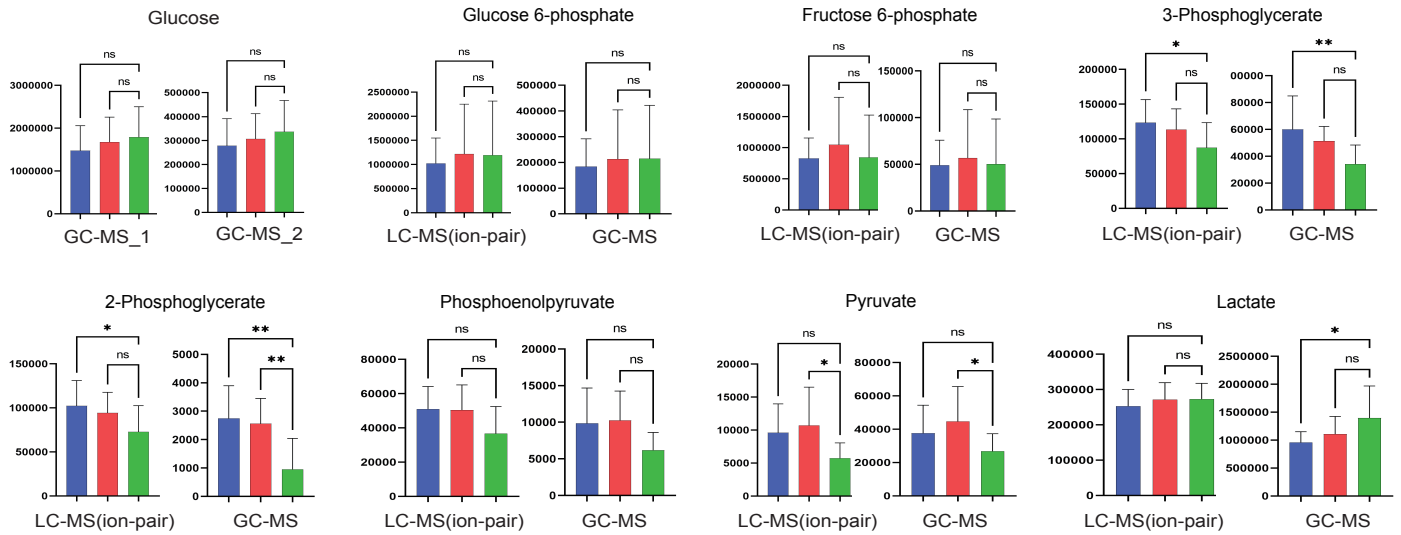 Glucose
ns
ns
3000000
2000000
1000000
0
GC-MS_1
ns
ns
500000
400000
300000
200000
100000
0
GC-MS_2
Glucose 6-phosphate
ns
ns
2500000
2000000
1500000
1000000
500000
0
LC-MS(ion-pair)
ns
ns
500000
400000
300000
200000
100000
0
GC-MS
Fructose 6-phosphate
ns
ns
2000000
1500000
1000000
500000
0
LC-MS(ion-pair)
ns
ns
150000
100000
50000
0
GC-MS
3-Phosphoglycerate
*
ns
200000
150000
100000
50000
0
LC-MS(ion-pair)
**
ns
00000
80000
60000
40000
20000
0
GC-MS
2-Phosphoglycerate
*
ns
150000
100000
50000
0
LC-MS(ion-pair)
**
**
5000
4000
3000
2000
1000
0
GC-MS
Phosphoenolpyruvate
ns
ns
80000
60000
40000
20000
0
LC-MS(ion-pair)
ns
ns
20000
15000
10000
5000
0
GC-MS
Pyruvate
ns
*
20000
15000
10000
5000
0
LC-MS(ion-pair)
ns
*
80000
60000
40000
20000
0
GC-MS
Lactate
ns
ns
400000
300000
200000
100000
0
LC-MS(ion-pair)
*
ns
2500000
2000000
1500000
1000000
500000
0
GC-MS